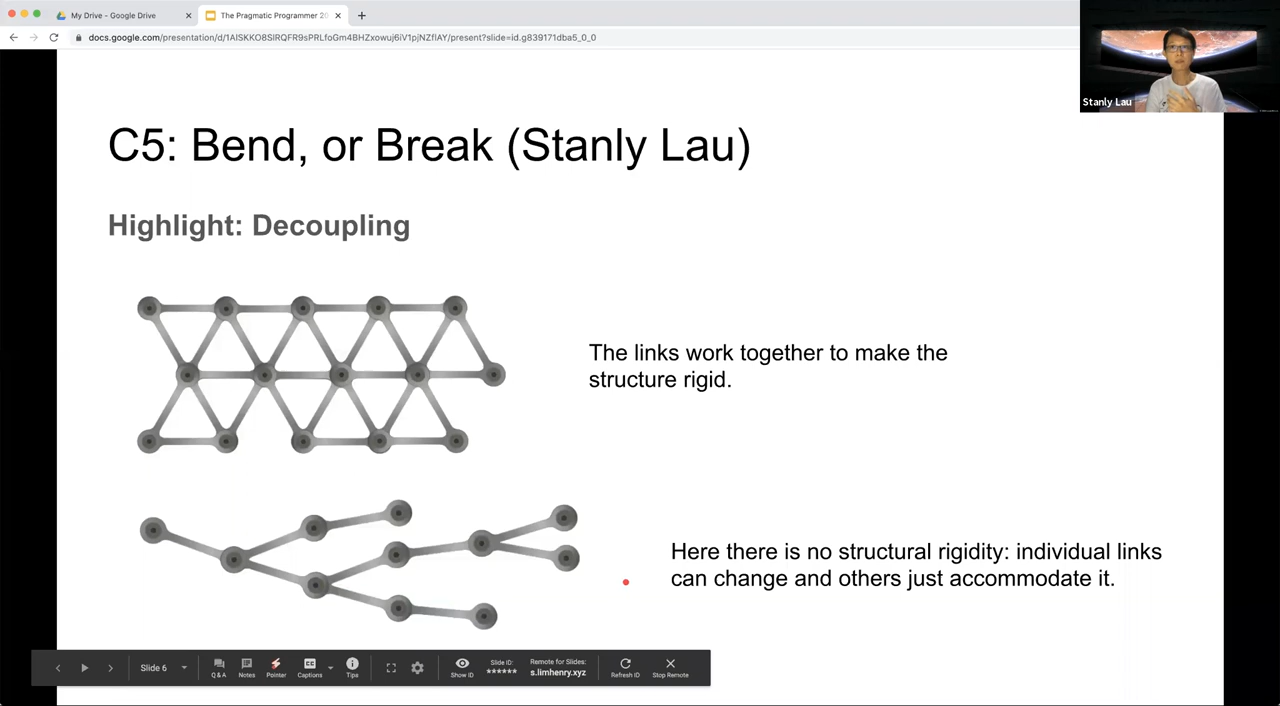 My Drive - Google Drive
The Pragmatic Programmer 20
docs.google.com/presentation/d/1AlSKKO8SlRQFR9sPRLfoGm4BHZxowuj6iV1pjNZflAY/present?slide=id.g839171dba5_0_0
Stanly Lau
C5: Bend, or Break (Stanly Lau)
Highlight: Decoupling
The links work together to make the
structure rigid.
Here there is no structural rigidity: individual links
can change and others just accommodate it.
Slide 6
Q & A
Notes
Pointer
CC
Captions
Tips
Show ID
Slide ID:
******
Remote for Slides:
s.limhenry.xyz
Refresh ID
Stop Remote